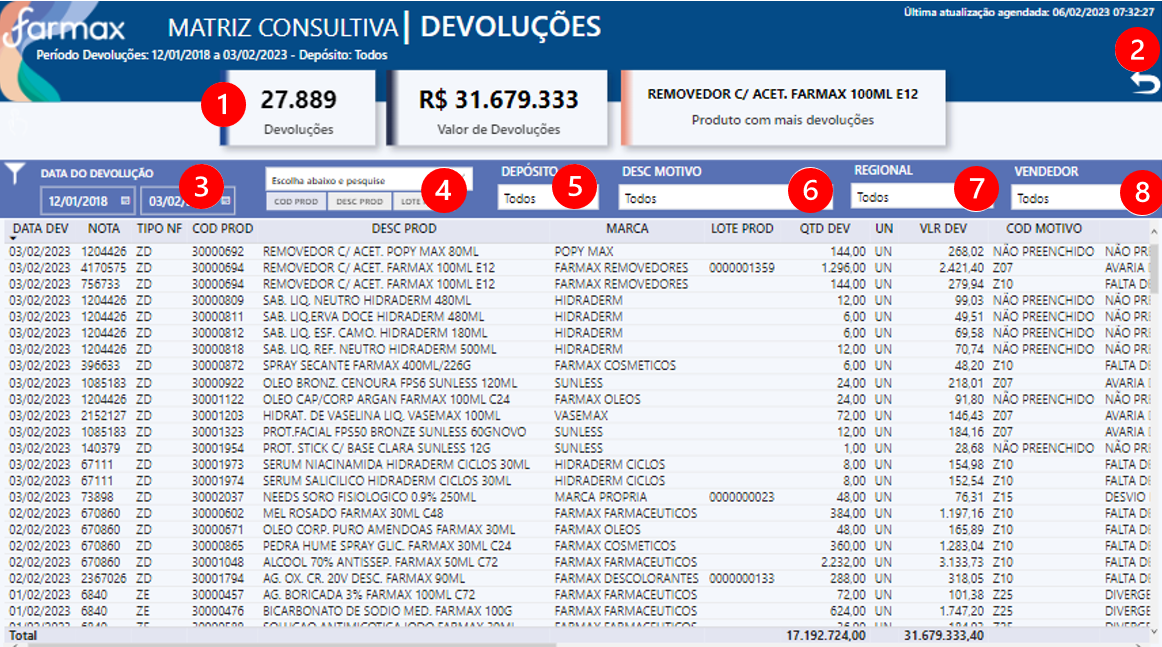 farmax
MATRIZ CONSULTIVA | DEVOLUÇÕES
Última atualização agendada: 06/02/2023 07:32:27
Período Devoluções: 12/01/2018 a 03/02/2023 - Depósito: Todos
2
1
27.889
Devoluções
R$ 31.679.333
Valor de Devoluções
REMOVEDOR C/ ACET. FARMAX 100ML E12
Produto com mais devoluções
DATA DO DEVOLUÇÃO
12/01/2018
03/02/
3
Escolha abaixo e pesquise
COD PROD DESC PROD LOTE
4
DEPÓSITO
Todos
5
DESC MOTIVO
Todos
6
REGIONAL
Todos
7
VENDEDOR
Todos
8
DATA DEV NOTA TIPO NF COD PROD DESC PROD MARCA LOTE PROD QTD DEV UN VLR DEV COD MOTIVO
03/02/2023 1204426 ZD 30000692 REMOVEDOR C/ ACET. POPY MAX 80ML POPY MAX 144,00 UN 268,02 NÃO PREENCHIDO NÃO PRE
03/02/2023 4170575 ZD 30000694 REMOVEDOR C/ ACET. FARMAX 100ML E12 FARMAX REMOVEDORES 0000001359 1.296,00 UN 2.421,40 Z07 AVARIA D
03/02/2023 756733 ZD 30000694 REMOVEDOR C/ ACET. FARMAX 100ML E12 FARMAX REMOVEDORES 144,00 UN 279,94 Z10 FALTA DE
03/02/2023 1204426 ZD 30000809 SAB. LIQ. NEUTRO HIDRADERM 480ML HIDRADERM 12,00 UN 99,03 NÃO PREENCHIDO NÃO PRE
03/02/2023 1204426 ZD 30000811 SAB. LIQ.ERVA DOCE HIDRADERM 480ML HIDRADERM 6,00 UN 49,51 NÃO PREENCHIDO NÃO PRE
03/02/2023 1204426 ZD 30000812 SAB. LIQ. ESF. CAMO. HIDRADERM 180ML HIDRADERM 6,00 UN 69,58 NÃO PREENCHIDO NÃO PRE
03/02/2023 1204426 ZD 30000818 SAB. LIQ. REF. NEUTRO HIDRADERM 500ML HIDRADERM 12,00 UN 70,74 NÃO PREENCHIDO NÃO PRE
03/02/2023 396633 ZD 30000872 SPRAY SECANTE FARMAX 400ML/226G FARMAX COSMETICOS 6,00 UN 48,20 Z10 FALTA DE
03/02/2023 1085183 ZD 30000922 OLEO BRONZ. CENOURA FPS6 SUNLESS 120ML SUNLESS 24,00 UN 218,01 Z07 AVARIA D
03/02/2023 1204426 ZD 30001122 OLEO CAP/CORP ARGAN FARMAX 100ML C24 FARMAX OLEOS 24,00 UN 91,80 NÃO PREENCHIDO NÃO PRE
03/02/2023 2152127 ZD 30001203 HIDRAT. DE VASELINA LIQ. VASEMAX 100ML VASEMAX 72,00 UN 146,43 Z07 AVARIA D
03/02/2023 1085183 ZD 30001323 PROT.FACIAL FPS50 BRONZE SUNLESS 60GNOVO SUNLESS 12,00 UN 184,16 Z07 AVARIA D
03/02/2023 140379 ZD 30001954 PROT. STICK C/ BASE CLARA SUNLESS 12G SUNLESS 1,00 UN 28,68 NÃO PREENCHIDO NÃO PRE
03/02/2023 67111 ZD 30001973 SERUM NIACINAMIDA HIDRADERM CICLOS 30ML HIDRADERM CICLOS 8,00 UN 154,98 Z10 FALTA DE
03/02/2023 67111 ZD 30001974 SERUM SALICILICO HIDRADERM CICLOS 30ML HIDRADERM CICLOS 8,00 UN 152,54 Z10 FALTA DE
03/02/2023 73898 ZD 30002037 NEEDS SORO FISIOLOGICO 0.9% 250ML MARCA PROPRIA 0000000023 48,00 UN 76,31 Z15 DESVIO
02/02/2023 670860 ZD 30000602 MEL ROSADO FARMAX 30ML C48 FARMAX FARMACEUTICOS 384,00 UN 1.197,16 Z10 FALTA DE
02/02/2023 670860 ZD 30000671 OLEO CORP. PURO AMENDOAS FARMAX 30ML FARMAX OLEOS 48,00 UN 165,89 Z10 FALTA DE
02/02/2023 670860 ZD 30000865 PEDRA HUME SPRAY GLIC. FARMAX 30ML C24 FARMAX COSMETICOS 360,00 UN 1.283,04 Z10 FALTA DE
02/02/2023 670860 ZD 30001048 ALCOOL 70% ANTISSEP. FARMAX 50ML C72 FARMAX FARMACEUTICOS 2.232,00 UN 3.133,73 Z10 FALTA DE
02/02/2023 2367026 ZD 30001794 AG. OX. CR. 20V DESC. FARMAX 90ML FARMAX DESCOLORANTES 0000000133 288,00 UN 318,05 Z10 FALTA DE
01/02/2023 6840 ZE 30000457 AG. BORICADA 3% FARMAX 100ML C72 FARMAX FARMACEUTICOS 72,00 UN 101,38 Z25 DIVERGE
01/02/2023 6840 ZE 30000476 BICARBONATO DE SODIO MED. FARMAX 100G FARMAX FARMACEUTICOS 624,00 UN 1.747,20 Z25 DIVERGE
Total 17.192.724,00 31.679.333,40